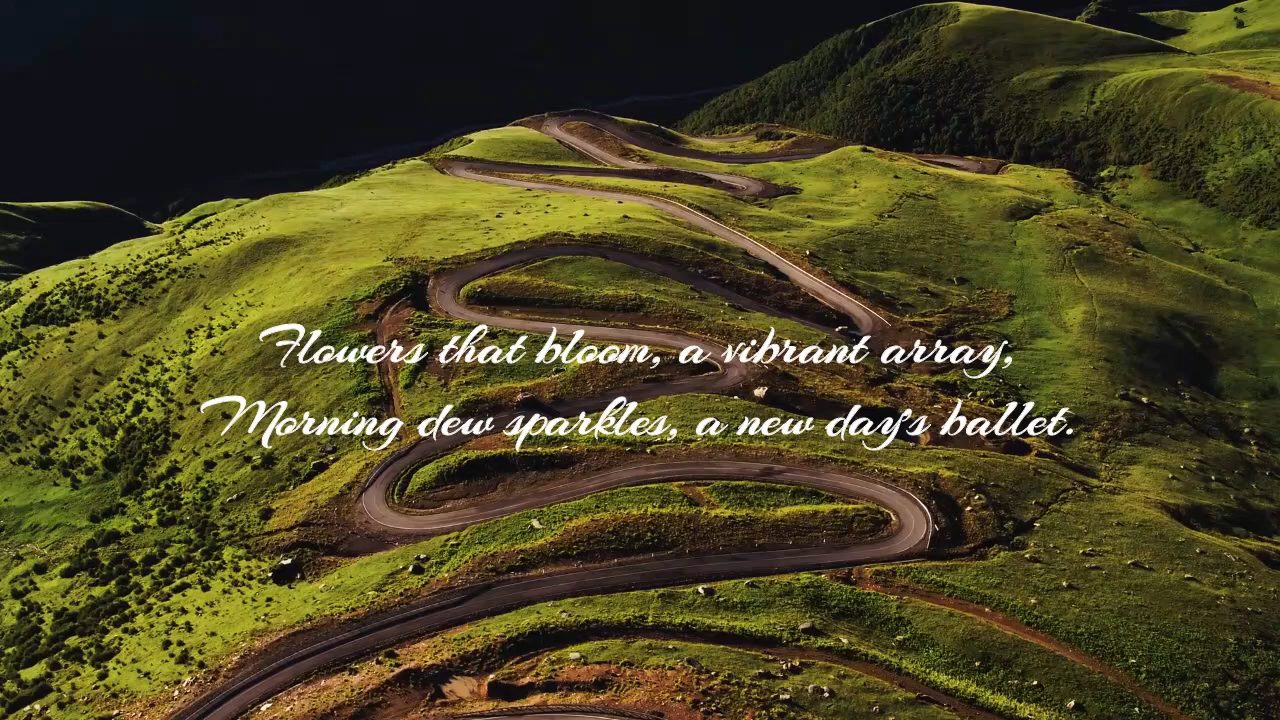 Flowers that bloom, a vibrant array,
Morning dew sparkles, a new day's ballet.